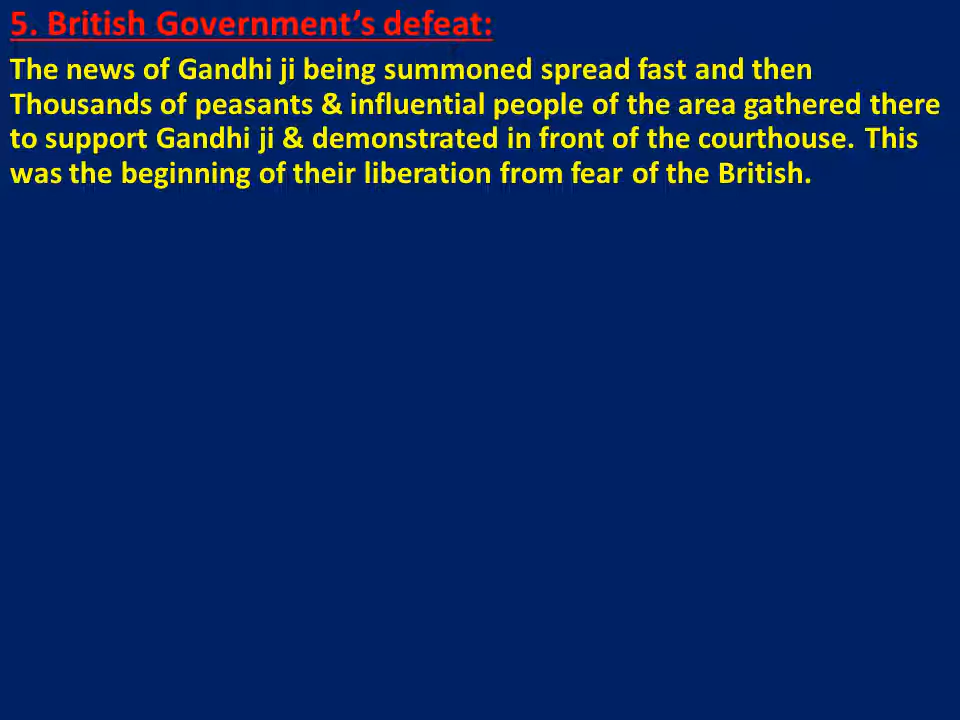 5. British Government’s defeat:
The news of Gandhi ji being summoned spread fast and then
Thousands of peasants & influential people of the area gathered there
to support Gandhi ji & demonstrated in front of the courthouse. This
was the beginning of their liberation from fear of the British.